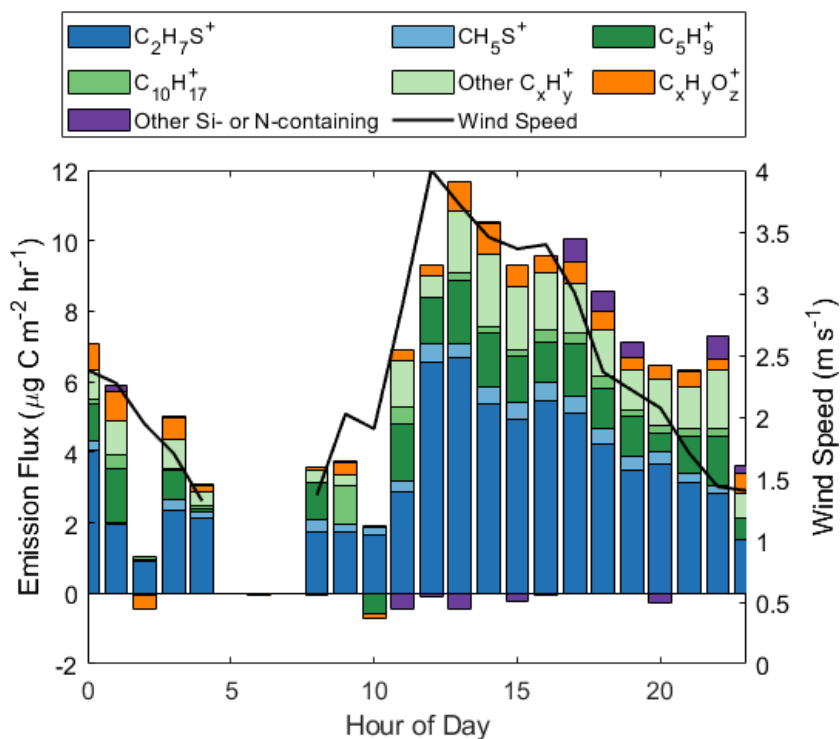 C₂H₇S⁺ CH₅S⁺ C₅H₉⁺
C₁₀H₁₇⁺ Other CₓHᵧ⁺ CₓHᵧO_z⁺
Other Si- or N-containing Wind Speed
12 4
10 3.5
8 3
6 2.5
4 2
2 1.5
0 1
-2 0.5
0
Emission Flux (μg C m⁻² hr⁻¹)
Wind Speed (m s⁻¹)
0 5 10 15 20
Hour of Day